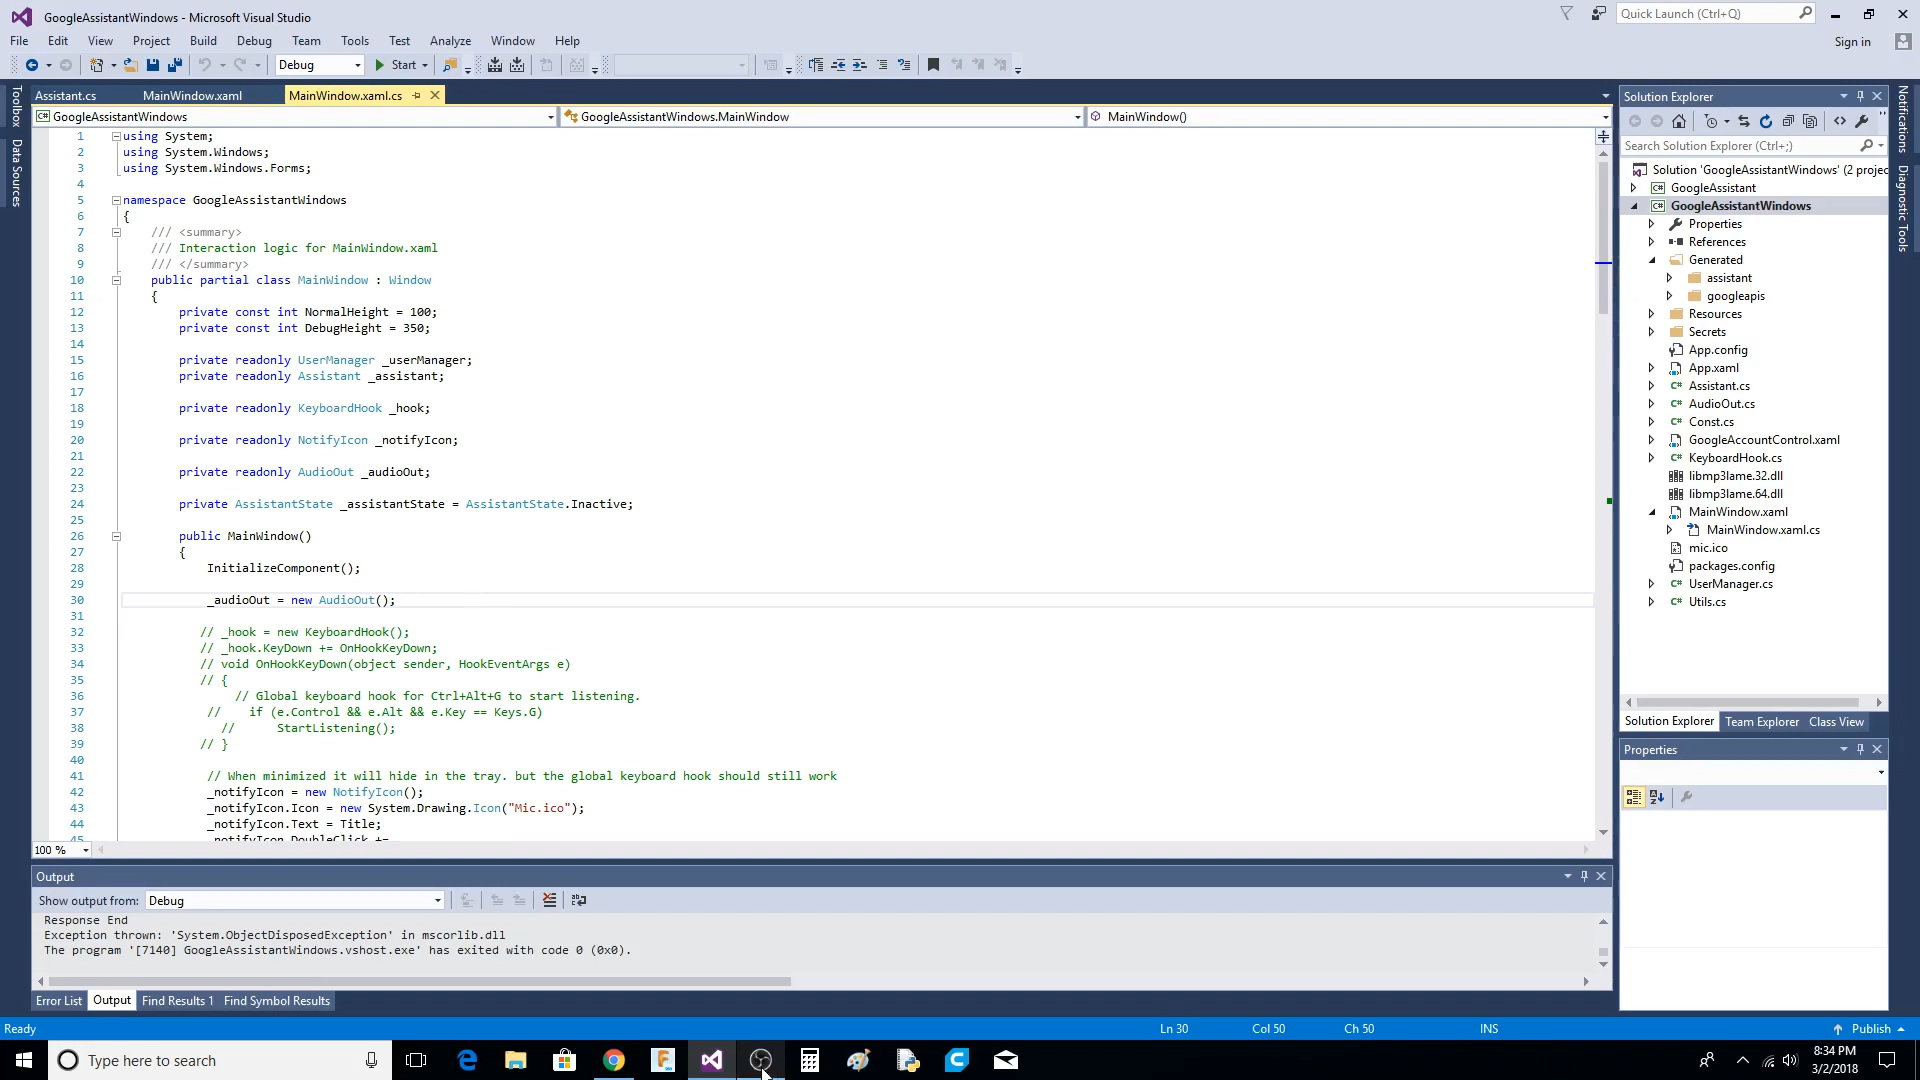 GoogleAssistantWindows - Microsoft Visual Studio
Quick Launch (Ctrl+Q)
File Edit View Project Build Debug Team Tools Test Analyze Window Help
Sign in
Debug Start
Toolbox
Data Sources
Assistant.cs MainWindow.xaml MainWindow.xaml.cs
GoogleAssistantWindows GoogleAssistantWindows.MainWindow MainWindow()
1 using System;
2 using System.Windows;
3 using System.Windows.Forms;
4
5 namespace GoogleAssistantWindows
6 {
7 /// <summary>
8 /// Interaction logic for MainWindow.xaml
9 /// </summary>
10 public partial class MainWindow : Window
11 {
12 private const int NormalHeight = 100;
13 private const int DebugHeight = 350;
14
15 private readonly UserManager _userManager;
16 private readonly Assistant _assistant;
17
18 private readonly KeyboardHook _hook;
19
20 private readonly NotifyIcon _notifyIcon;
21
22 private readonly AudioOut _audioOut;
23
24 private AssistantState _assistantState = AssistantState.Inactive;
25
26 public MainWindow()
27 {
28 InitializeComponent();
29
30 _audioOut = new AudioOut();
31
32 // _hook = new KeyboardHook();
33 // _hook.KeyDown += OnHookKeyDown;
34 // void OnHookKeyDown(object sender, HookEventArgs e)
35 // {
36 // Global keyboard hook for Ctrl+Alt+G to start listening.
37 // if (e.Control && e.Alt && e.Key == Keys.G)
38 // StartListening();
39 // }
40
41 // When minimized it will hide in the tray. but the global keyboard hook should still work
42 _notifyIcon = new NotifyIcon();
43 _notifyIcon.Icon = new System.Drawing.Icon("Mic.ico");
44 _notifyIcon.Text = Title;
45 _notifyIcon.DoubleClick +=
100 %
Output
Show output from: Debug
Response End
Exception thrown: 'System.ObjectDisposedException' in mscorlib.dll
The program '[7140] GoogleAssistantWindows.vshost.exe' has exited with code 0 (0x0).
Error List Output Find Results 1 Find Symbol Results
Solution Explorer
Search Solution Explorer (Ctrl+;)
Solution 'GoogleAssistantWindows' (2 projec
GoogleAssistant
GoogleAssistantWindows
Properties
References
Generated
assistant
googleapis
Resources
Secrets
App.config
App.xaml
Assistant.cs
AudioOut.cs
Const.cs
GoogleAccountControl.xaml
KeyboardHook.cs
libmp3lame.32.dll
libmp3lame.64.dll
MainWindow.xaml
MainWindow.xaml.cs
mic.ico
packages.config
UserManager.cs
Utils.cs
Solution Explorer Team Explorer Class View
Properties
Notifications
Diagnostic Tools
Ready Ln 30 Col 50 Ch 50 INS Publish
Type here to search
8:34 PM
3/2/2018